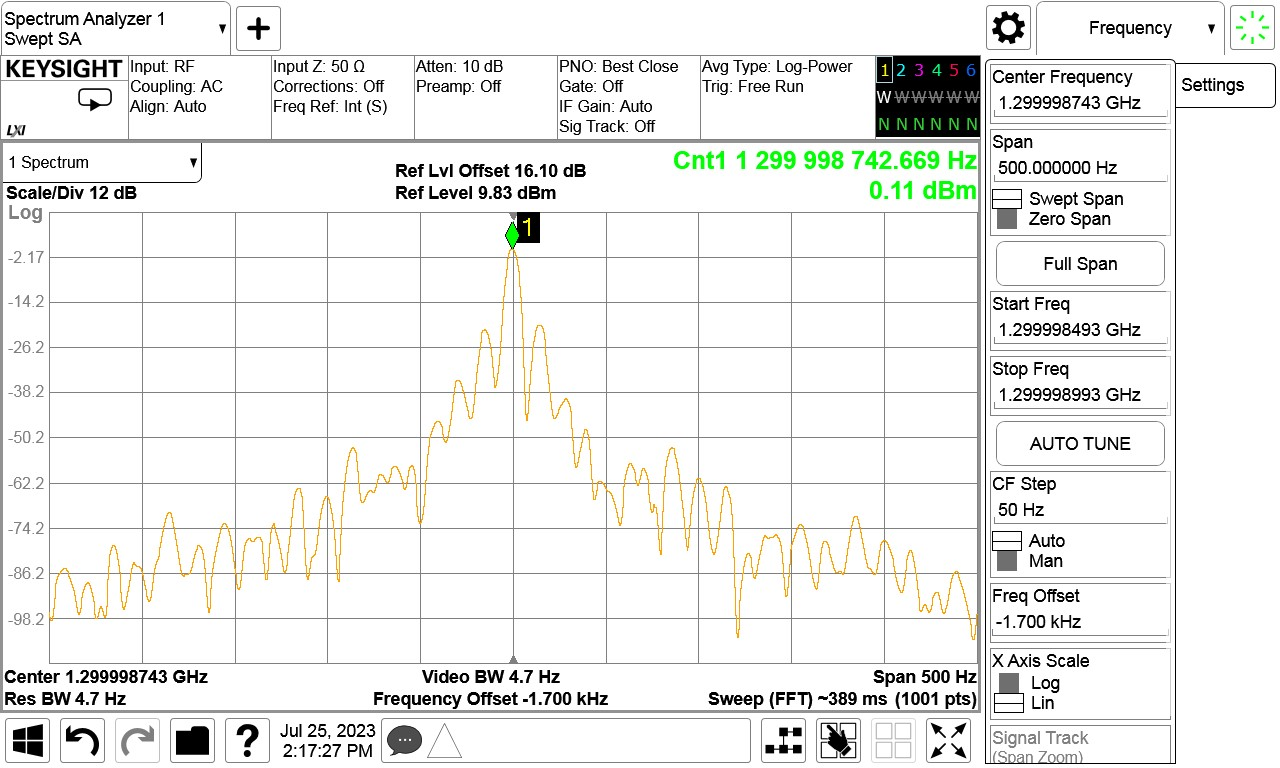 Spectrum Analyzer 1
Swept SA
Frequency
KEYSIGHT
LXI
Input: RF
Coupling: AC
Align: Auto
Input Z: 50 Ω
Corrections: Off
Freq Ref: Int (S)
Atten: 10 dB
Preamp: Off
PNO: Best Close
Gate: Off
IF Gain: Auto
Sig Track: Off
Avg Type: Log-Power
Trig: Free Run
1 2 3 4 5 6
W W W W W W
N N N N N N
Settings
1 Spectrum
Scale/Div 12 dB
Ref Lvl Offset 16.10 dB
Ref Level 9.83 dBm
Cnt1 1 299 998 742.669 Hz
0.11 dBm
Log
1
-2.17
-14.2
-26.2
-38.2
-50.2
-62.2
-74.2
-86.2
-98.2
Center 1.299998743 GHz
Res BW 4.7 Hz
Video BW 4.7 Hz
Frequency Offset -1.700 kHz
Span 500 Hz
Sweep (FFT) ~389 ms (1001 pts)
Center Frequency
1.299998743 GHz
Span
500.000000 Hz
Swept Span
Zero Span
Full Span
Start Freq
1.299998493 GHz
Stop Freq
1.299998993 GHz
AUTO TUNE
CF Step
50 Hz
Auto
Man
Freq Offset
-1.700 kHz
X Axis Scale
Log
Lin
Signal Track
(Span Zoom)
?
Jul 25, 2023
2:17:27 PM